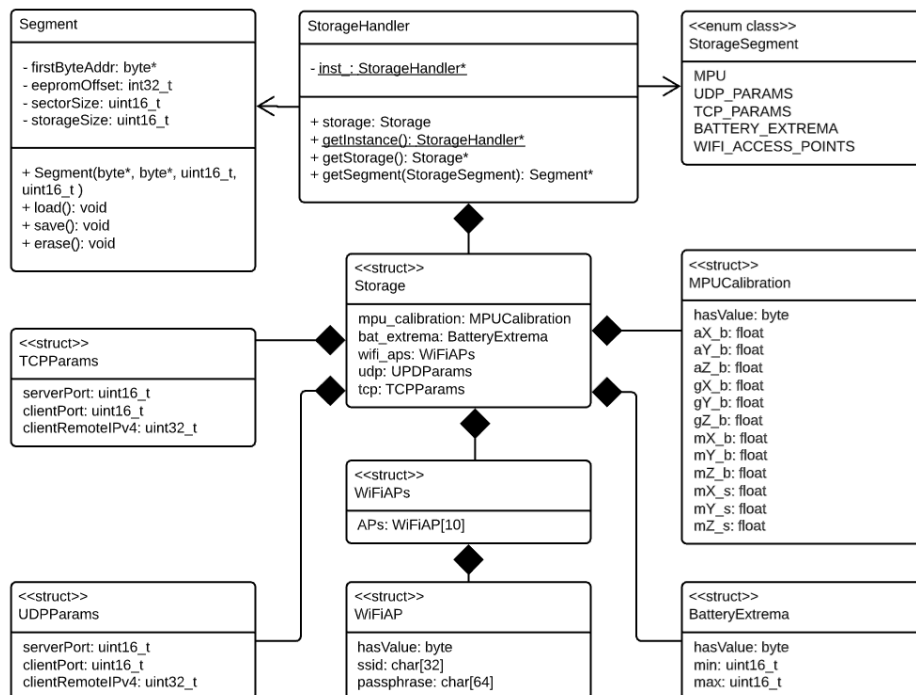 Segment
- firstByteAddr: byte*
- eepromOffset: int32_t
- sectorSize: uint16_t
- storageSize: uint16_t
+ Segment(byte*, byte*, uint16_t,
uint16_t )
+ load(): void
+ save(): void
+ erase(): void
StorageHandler
- inst_: StorageHandler*
+ storage: Storage
+ getInstance(): StorageHandler*
+ getStorage(): Storage*
+ getSegment(StorageSegment): Segment*
<<enum class>>
StorageSegment
MPU
UDP_PARAMS
TCP_PARAMS
BATTERY_EXTREMA
WIFI_ACCESS_POINTS
<<struct>>
Storage
mpu_calibration: MPUCalibration
bat_extrema: BatteryExtrema
wifi_aps: WiFiAPs
udp: UPDParams
tcp: TCPParams
<<struct>>
MPUCalibration
hasValue: byte
aX_b: float
aY_b: float
aZ_b: float
gX_b: float
gY_b: float
gZ_b: float
mX_b: float
mY_b: float
mZ_b: float
mX_s: float
mY_s: float
mZ_s: float
<<struct>>
TCPParams
serverPort: uint16_t
clientPort: uint16_t
clientRemoteIPv4: uint32_t
<<struct>>
WiFiAPs
APs: WiFiAP[10]
<<struct>>
UDPParams
serverPort: uint16_t
clientPort: uint16_t
clientRemoteIPv4: uint32_t
<<struct>>
WiFiAP
hasValue: byte
ssid: char[32]
passphrase: char[64]
<<struct>>
BatteryExtrema
hasValue: byte
min: uint16_t
max: uint16_t